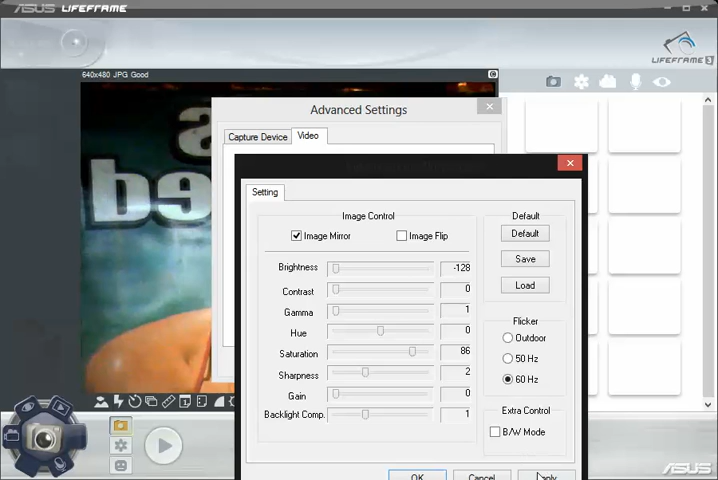 ASUS LIFEFRAME
LIFEFRAME 3
640x480 JPG Good
Advanced Settings
Capture Device
Video
Setting
Image Control
Image Mirror
Image Flip
Brightness -128
Contrast 0
Gamma 1
Hue 0
Saturation 86
Sharpness 2
Gain 0
Backlight Comp. 1
Default
Default
Save
Load
Flicker
Outdoor
50 Hz
60 Hz
Extra Control
B/W Mode
OK
Cancel
Apply
ASUS